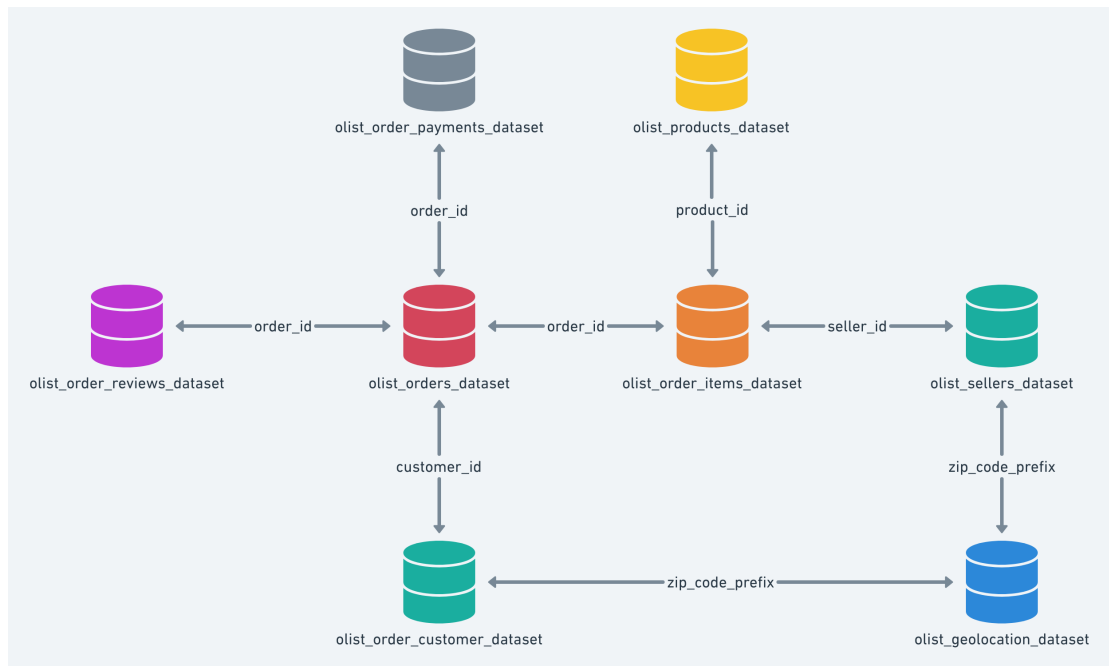 olist_order_payments_dataset
olist_products_dataset
order_id
product_id
order_id
order_id
seller_id
olist_order_reviews_dataset
olist_orders_dataset
olist_order_items_dataset
olist_sellers_dataset
customer_id
zip_code_prefix
zip_code_prefix
olist_order_customer_dataset
olist_geolocation_dataset